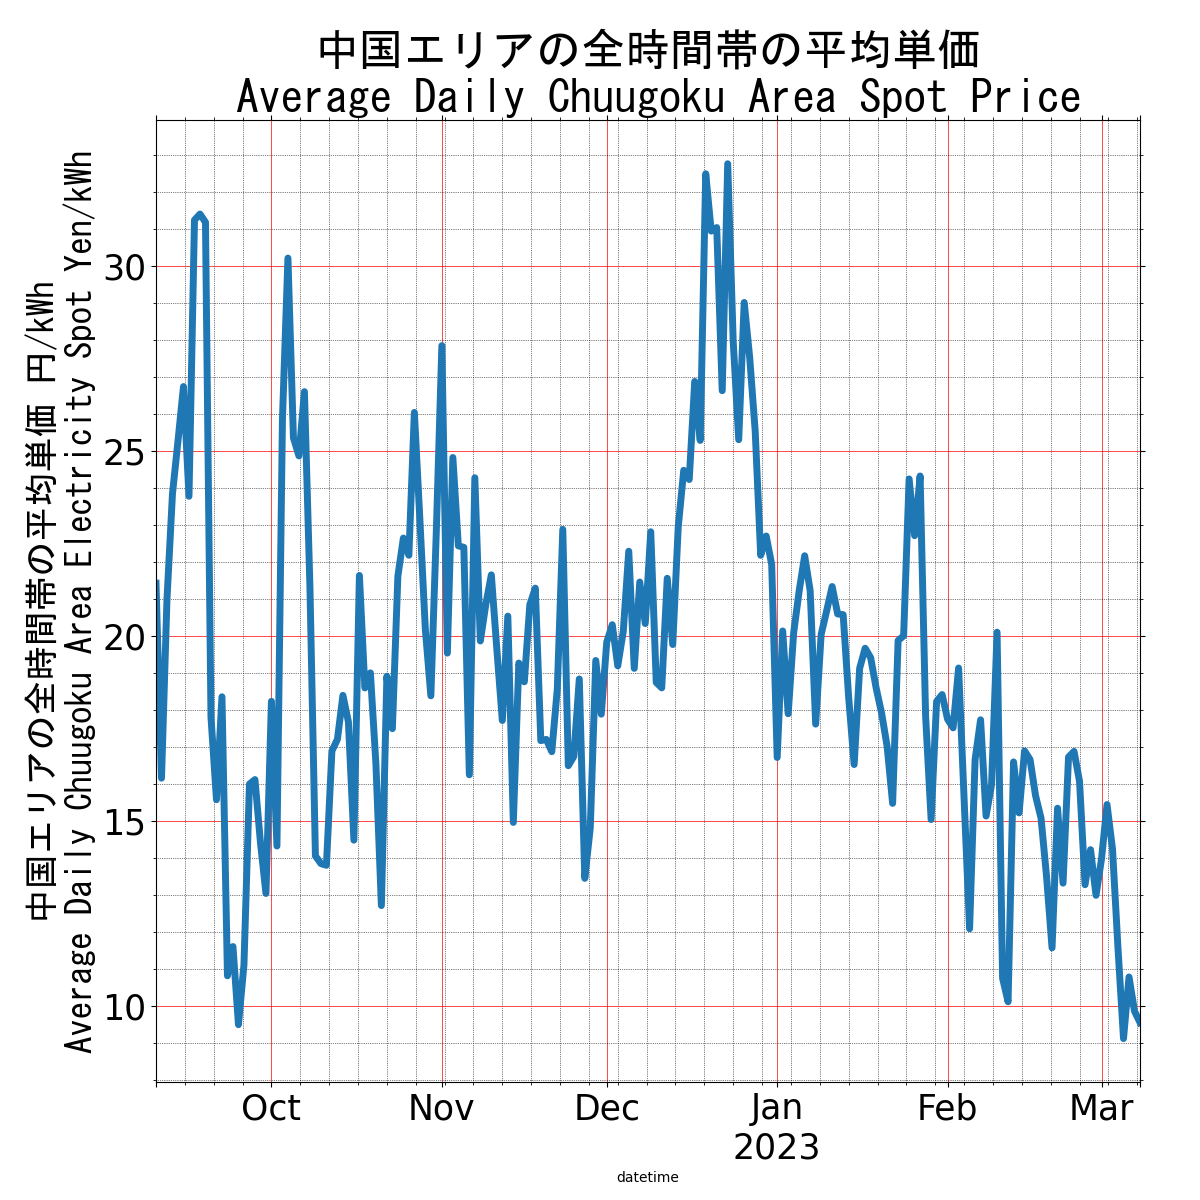 中国エリアの全時間帯の平均単価
Average Daily Chuugoku Area Spot Price
中国エリアの全時間帯の平均単価 円/kWh
Average Daily Chuugoku Area Electricity Spot Yen/kWh
30
25
20
15
10
Oct
Nov
Dec
Jan
2023
Feb
Mar
datetime